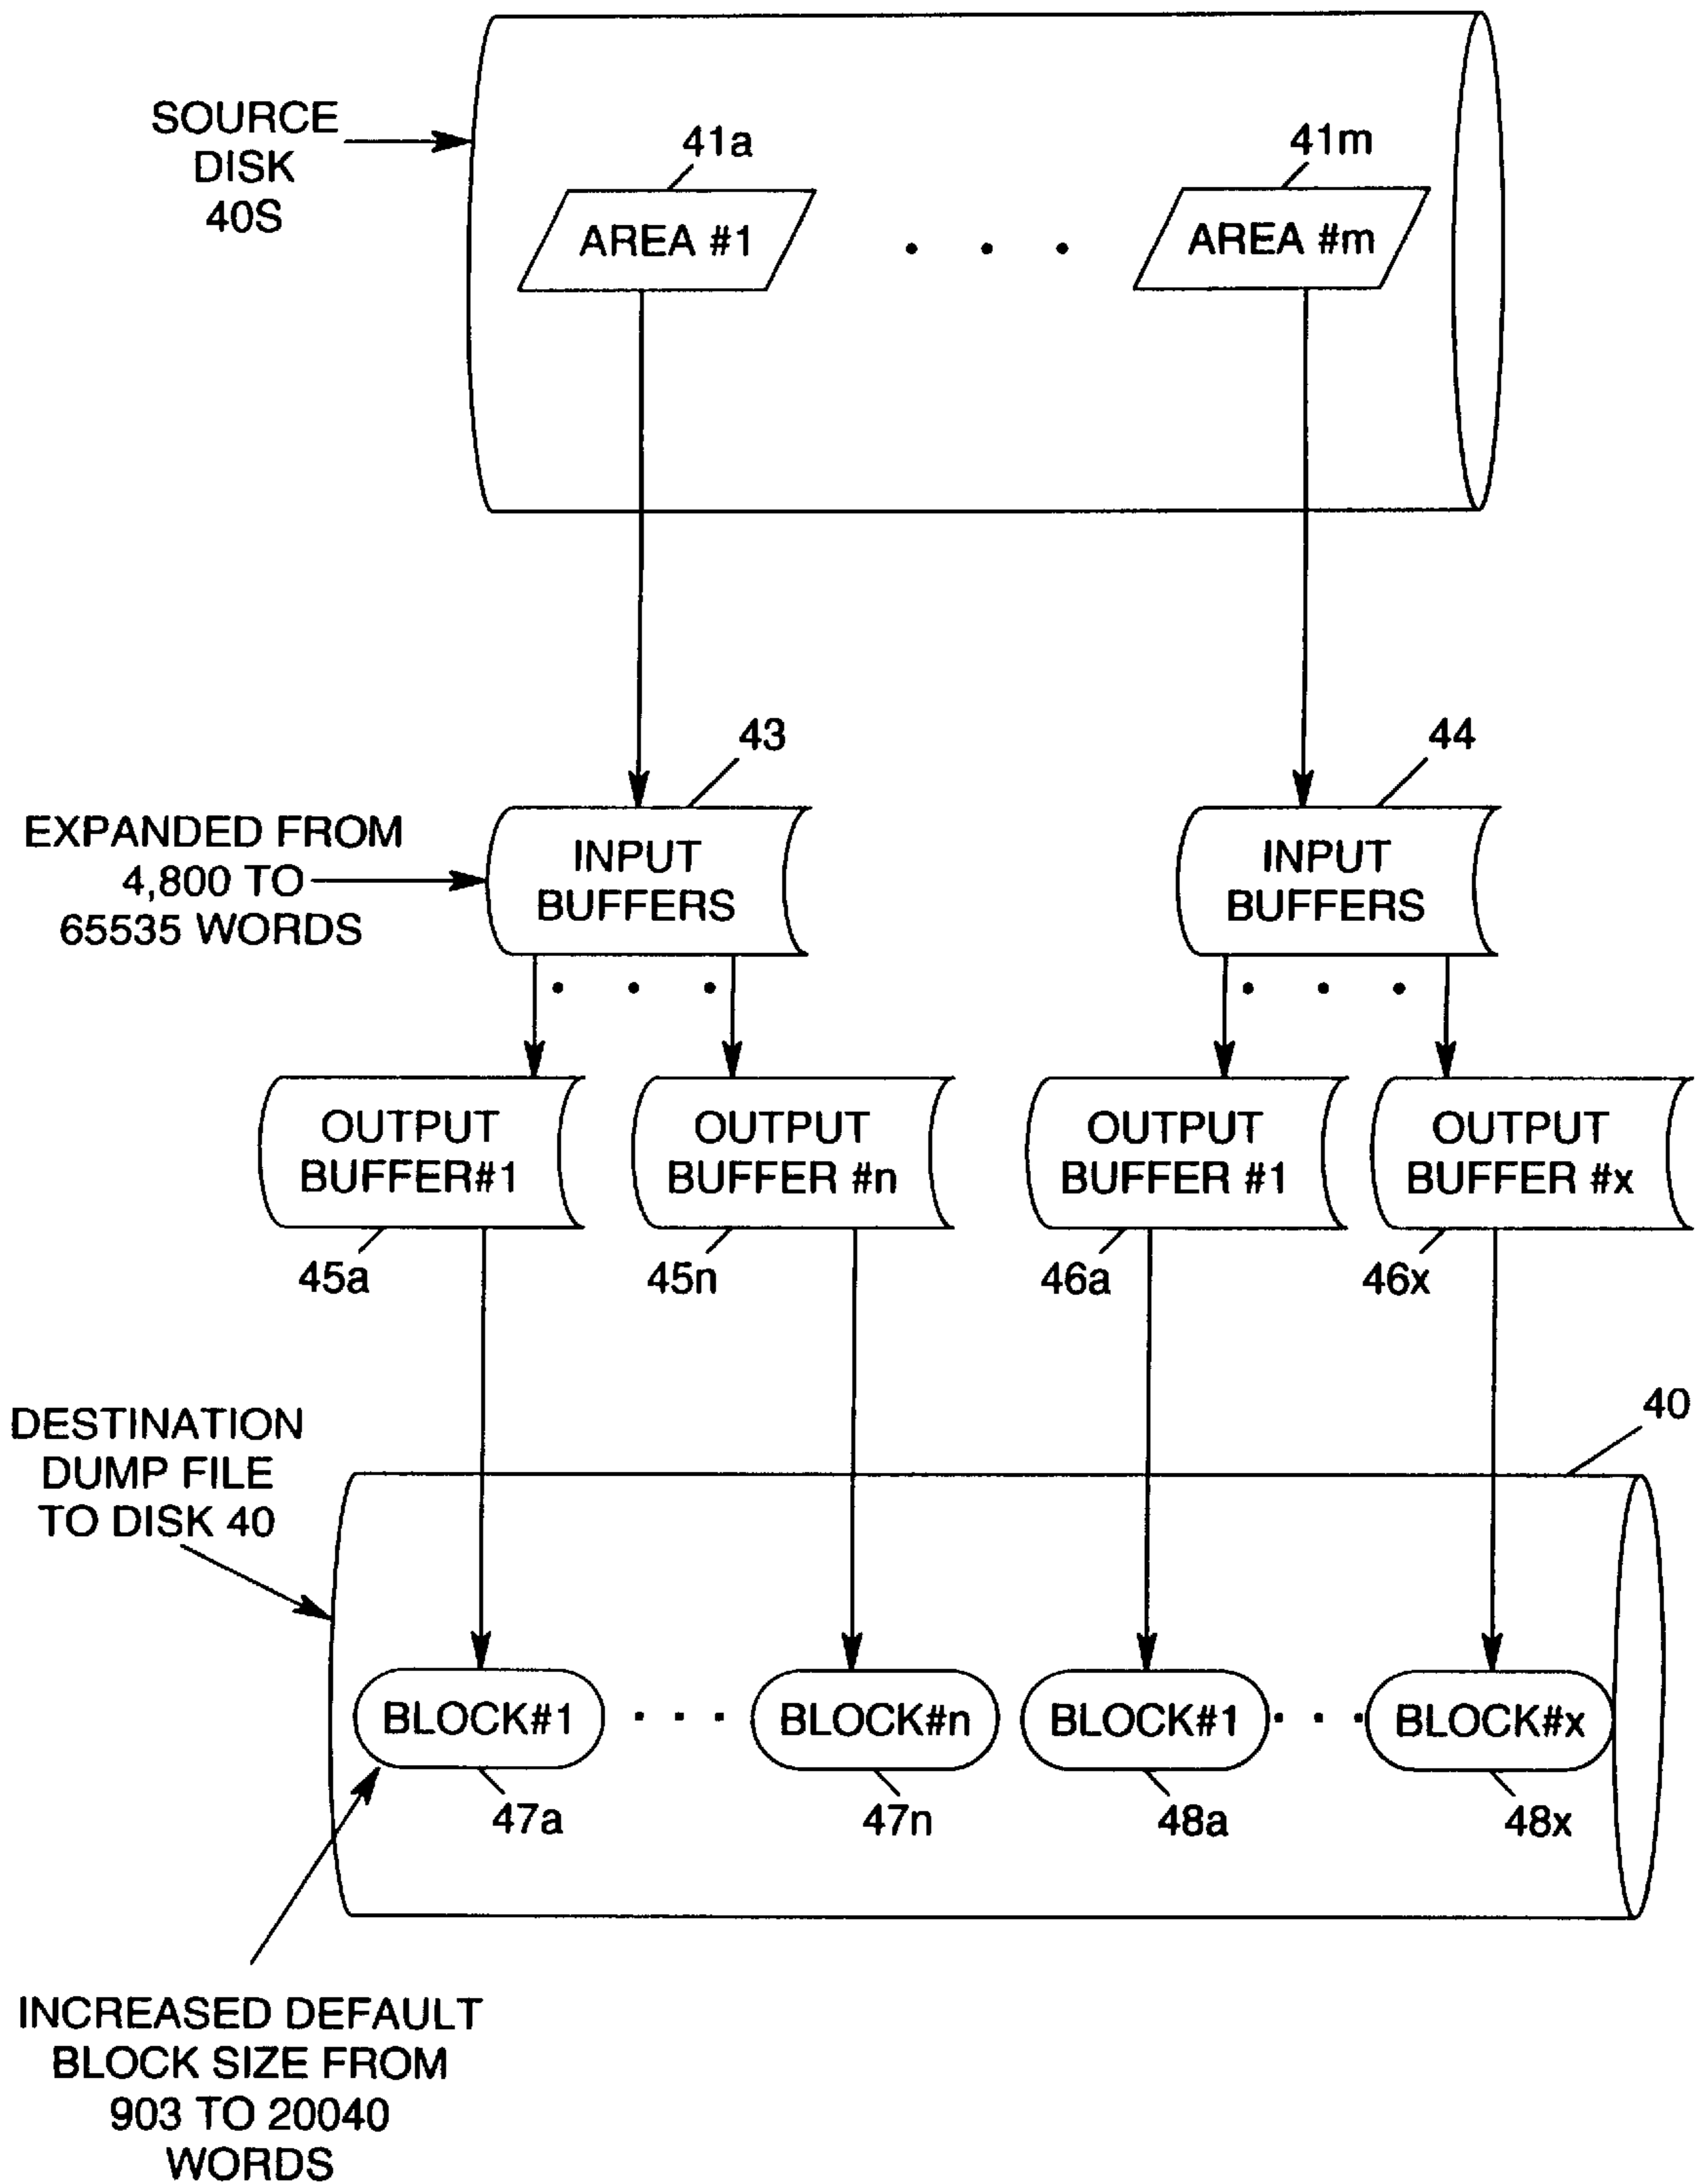 SOURCE
DISK
40S
41a
41m
AREA #1
AREA #m
43
44
EXPANDED FROM
4,800 TO
65535 WORDS
INPUT
BUFFERS
INPUT
BUFFERS
OUTPUT
BUFFER#1
OUTPUT
BUFFER #n
OUTPUT
BUFFER #1
OUTPUT
BUFFER #x
45a
45n
46a
46x
DESTINATION
DUMP FILE
TO DISK 40
40
BLOCK#1
BLOCK#n
BLOCK#1
BLOCK#x
47a
47n
48a
48x
INCREASED DEFAULT
BLOCK SIZE FROM
903 TO 20040
WORDS